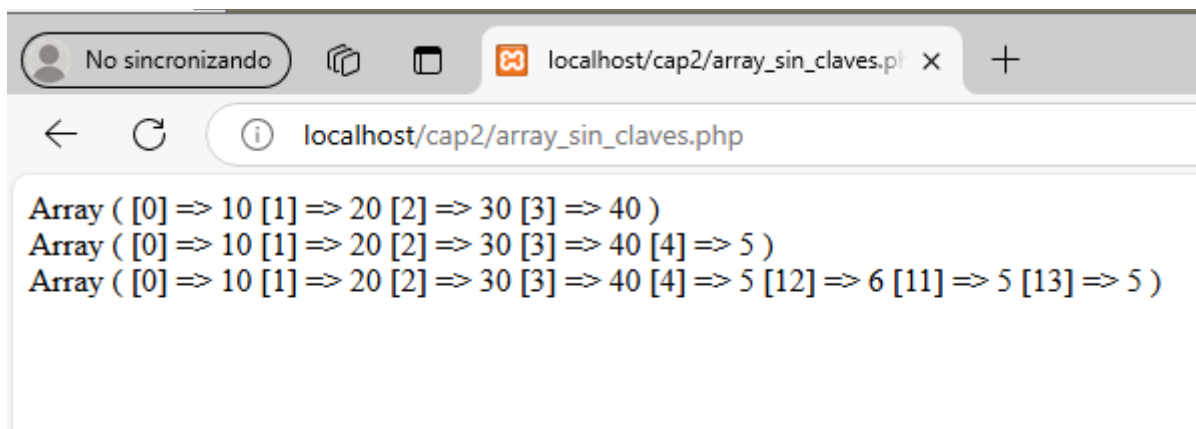 No sincronizando
localhost/cap2/array_sin_claves.ph
localhost/cap2/array_sin_claves.php
Array ( [0] => 10 [1] => 20 [2] => 30 [3] => 40 )
Array ( [0] => 10 [1] => 20 [2] => 30 [3] => 40 [4] => 5 )
Array ( [0] => 10 [1] => 20 [2] => 30 [3] => 40 [4] => 5 [12] => 6 [11] => 5 [13] => 5 )